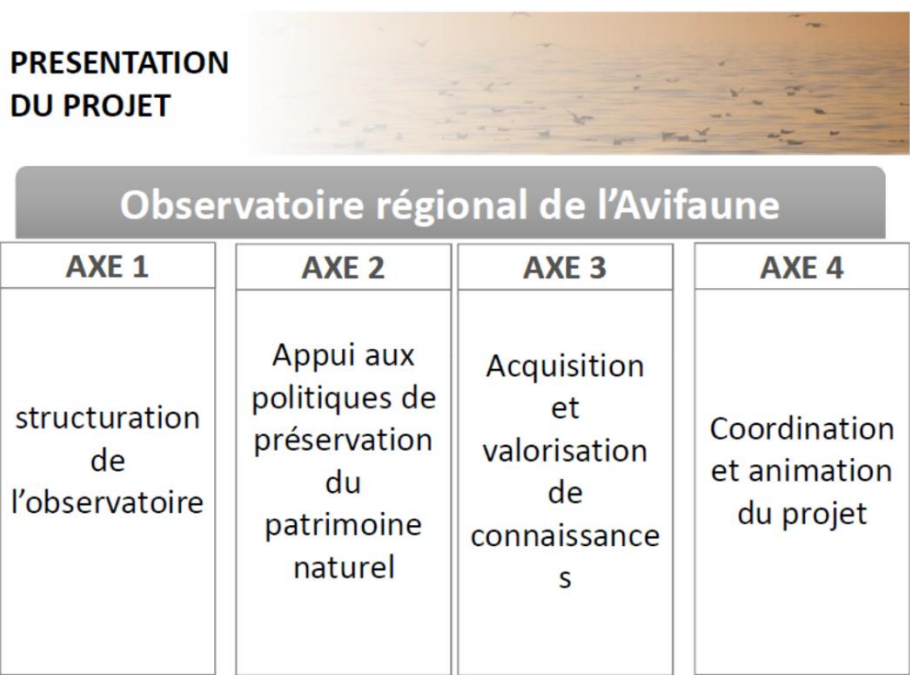 PRESENTATION
DU PROJET
Observatoire régional de l’Avifaune
AXE 1
structuration
de
l’observatoire
AXE 2
Appui aux
politiques de
préservation
du
patrimoine
naturel
AXE 3
Acquisition
et
valorisation
de
connaissance
s
AXE 4
Coordination
et animation
du projet